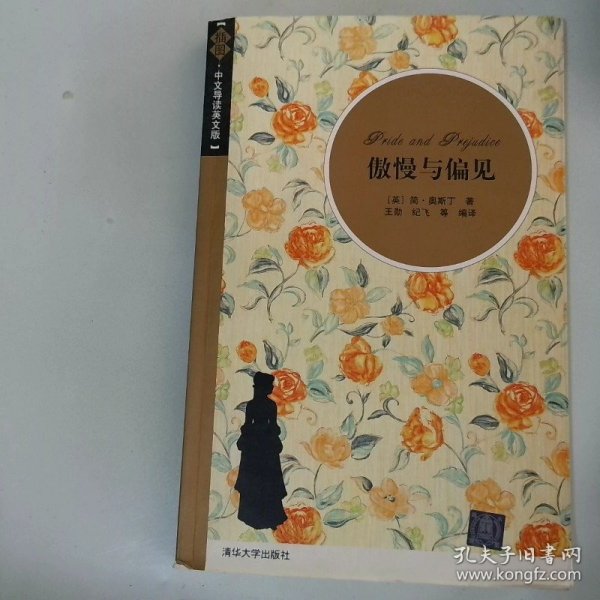 【插图·中文导读英文版】
Pride and Prejudice
傲慢与偏见
[英] 简·奥斯丁 著
王勋 纪飞 等 编译
清华大学出版社
孔夫子旧书网
www.kongfz.com